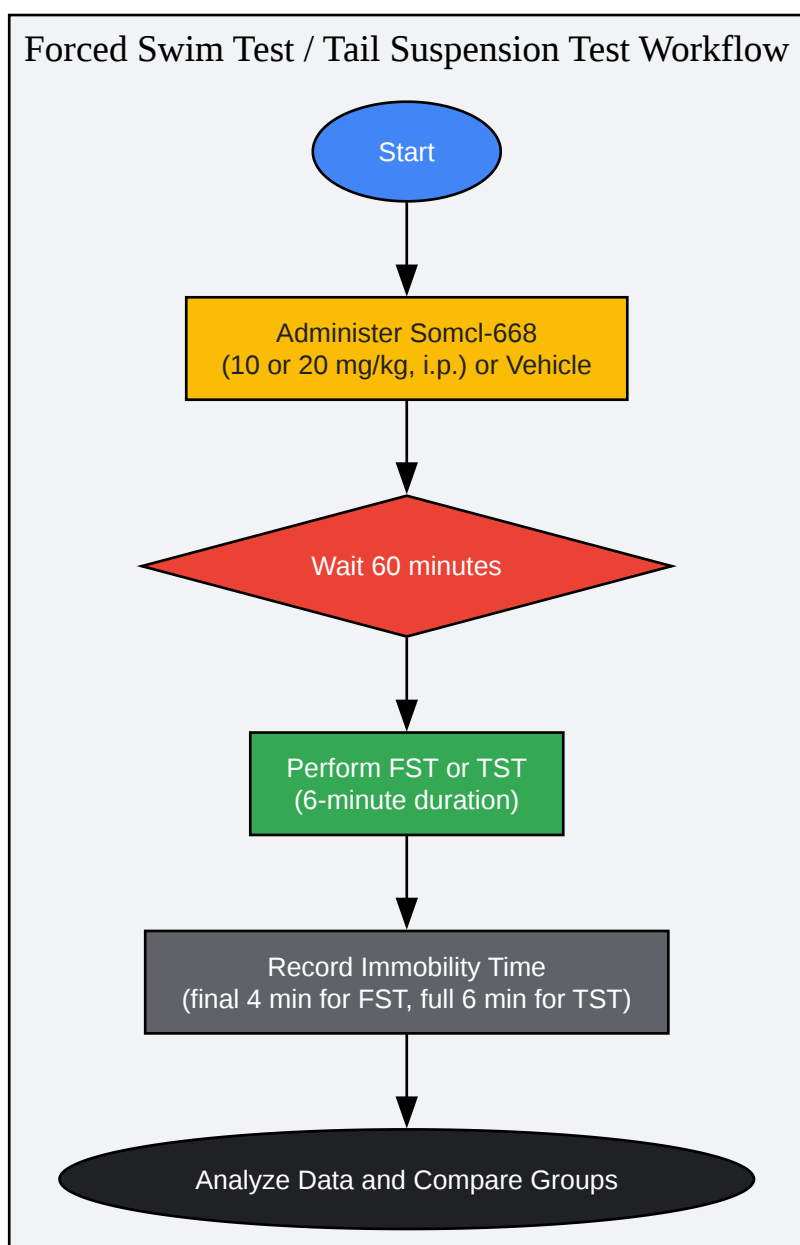 Forced Swim Test / Tail Suspension Test Workflow
Start
Administer Somcl-668
(10 or 20 mg/kg, i.p.) or Vehicle
Wait 60 minutes
Perform FST or TST
(6-minute duration)
Record Immobility Time
(final 4 min for FST, full 6 min for TST)
Analyze Data and Compare Groups